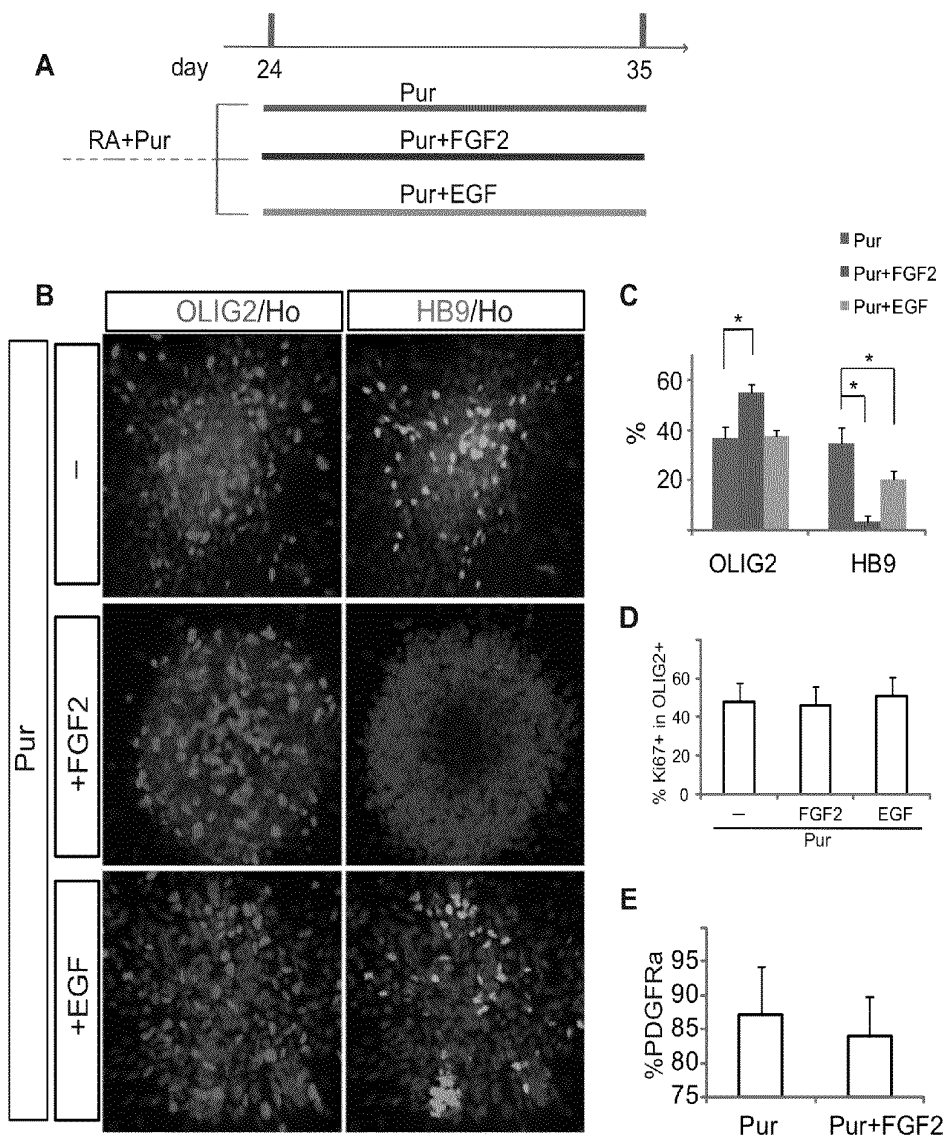 A
day
24
35
Pur
RA+Pur
Pur+FGF2
Pur+EGF
B
OLIG2/Ho
HB9/Ho
Pur
–
+FGF2
+EGF
C
Pur
Pur+FGF2
Pur+EGF
*
*
*
%
60
40
20
OLIG2
HB9
D
% Ki67+ in OLIG2+
60
40
20
0
– FGF2 EGF
Pur
E
%PDGFRa
95
90
85
80
75
Pur Pur+FGF2